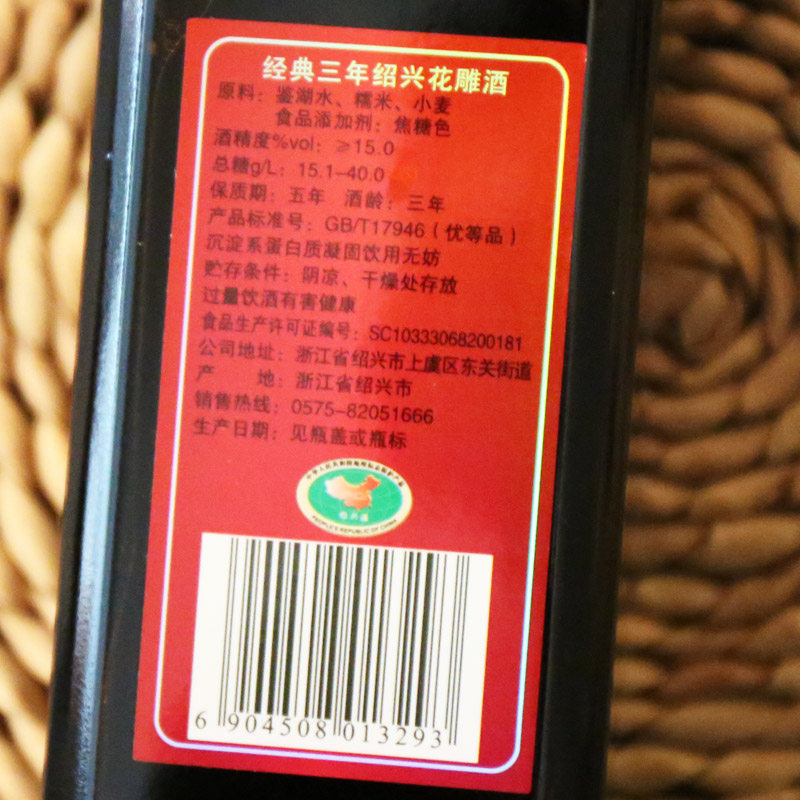 经典三年绍兴花雕酒
原料：鉴湖水、糯米、小麦
食品添加剂：焦糖色
酒精度%vol：≥15.0
总糖g/L：15.1-40.0
保质期：五年 酒龄：三年
产品标准号：GB/T17946（优等品）
沉淀系蛋白质凝固饮用无妨
贮存条件：阴凉、干燥处存放
过量饮酒有害健康
食品生产许可证编号：SC10333068200181
公司地址：浙江省绍兴市上虞区东关街道
产 地：浙江省绍兴市
销售热线：0575-82051666
生产日期：见瓶盖或瓶标
PEOPLE'S REPUBLIC OF CHINA
6 904508 013293